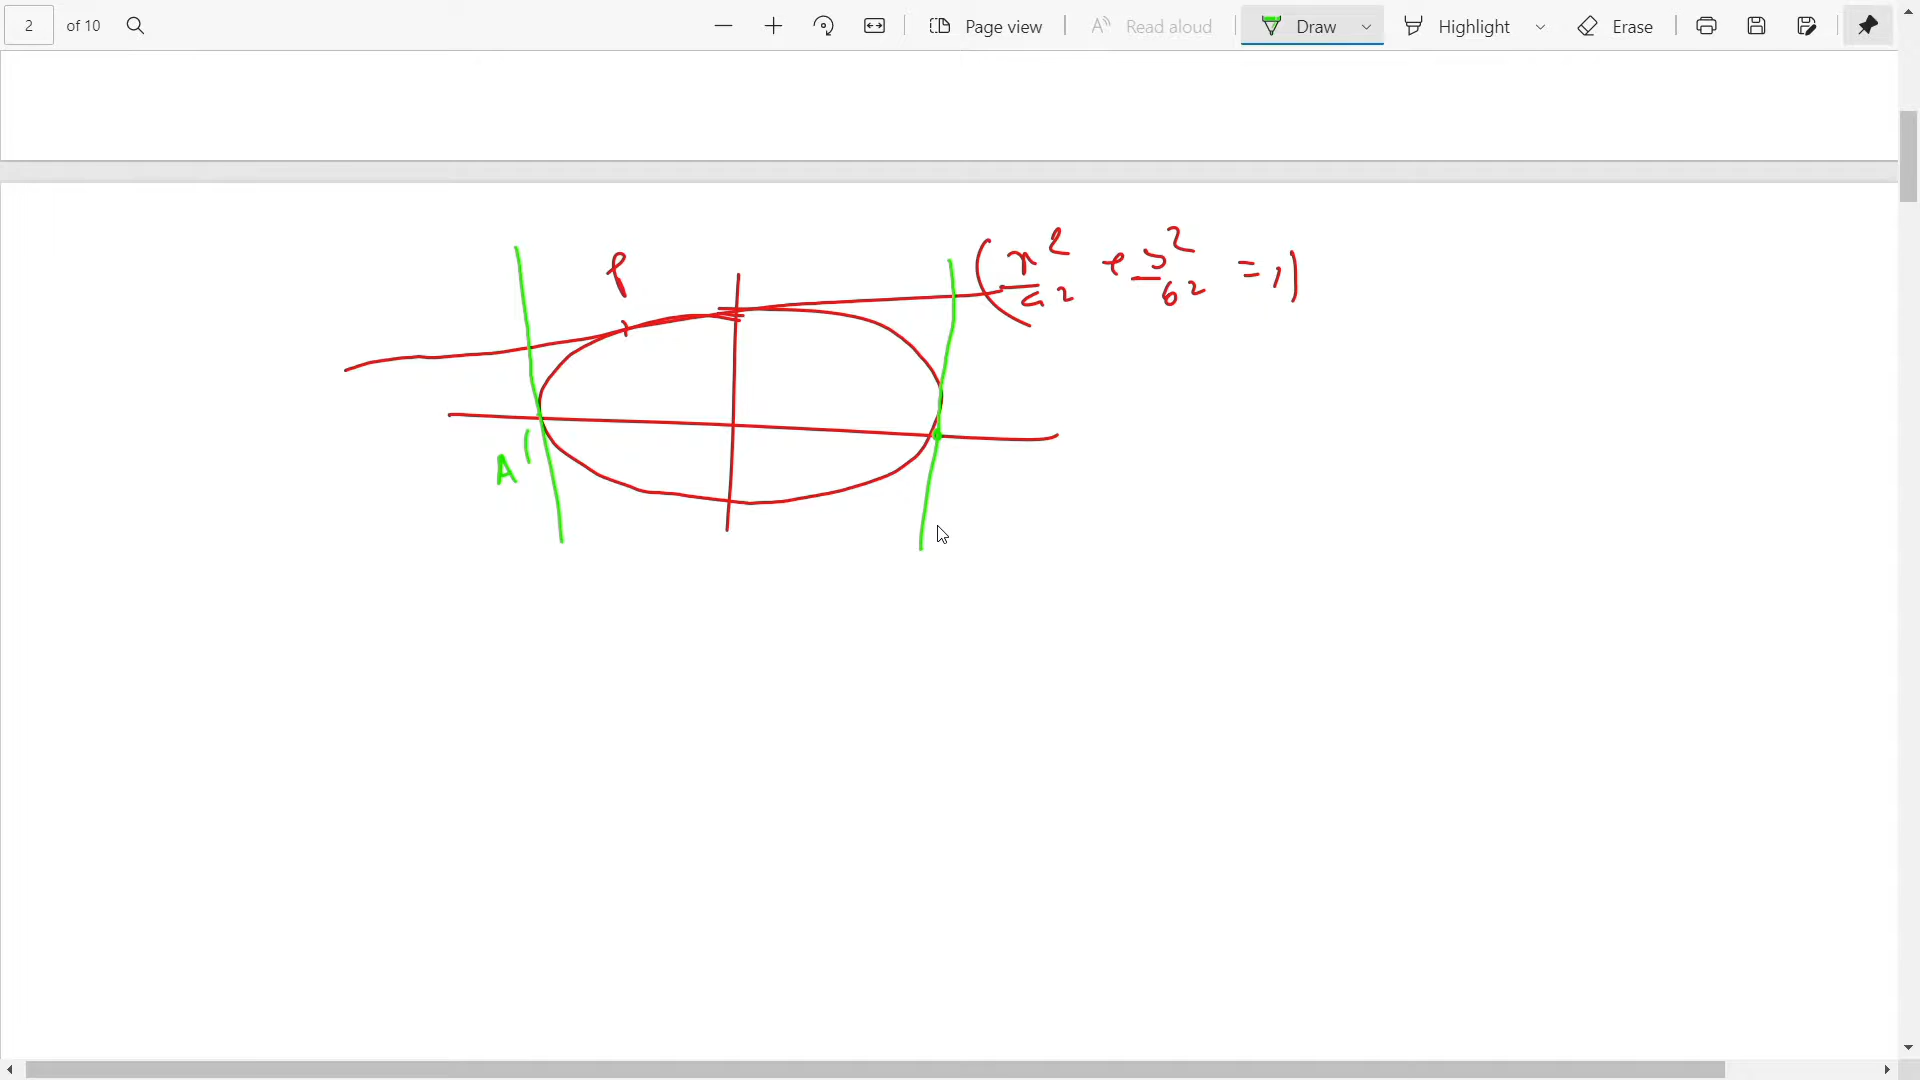 2 of 10 Page view Read aloud Draw Highlight Erase
P
(x²/a² + y²/b² = 1)
A'